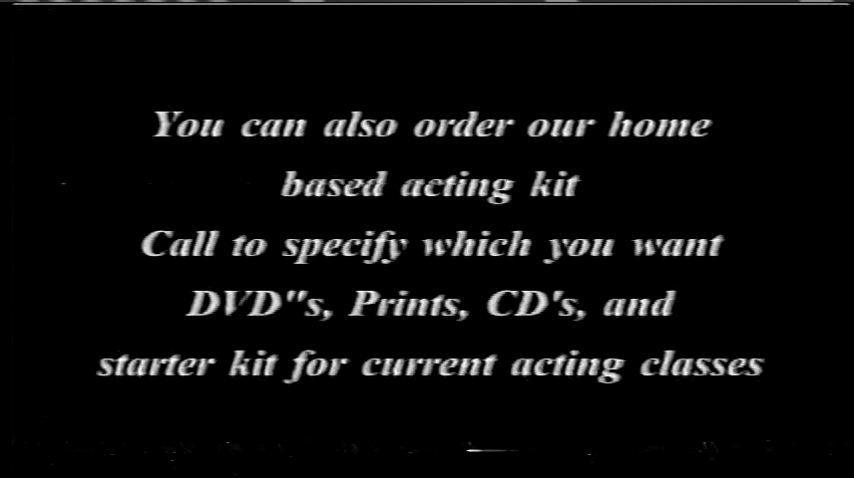 You can also order our home
based acting kit
Call to specify which you want
DVD"s, Prints, CD's, and
starter kit for current acting classes